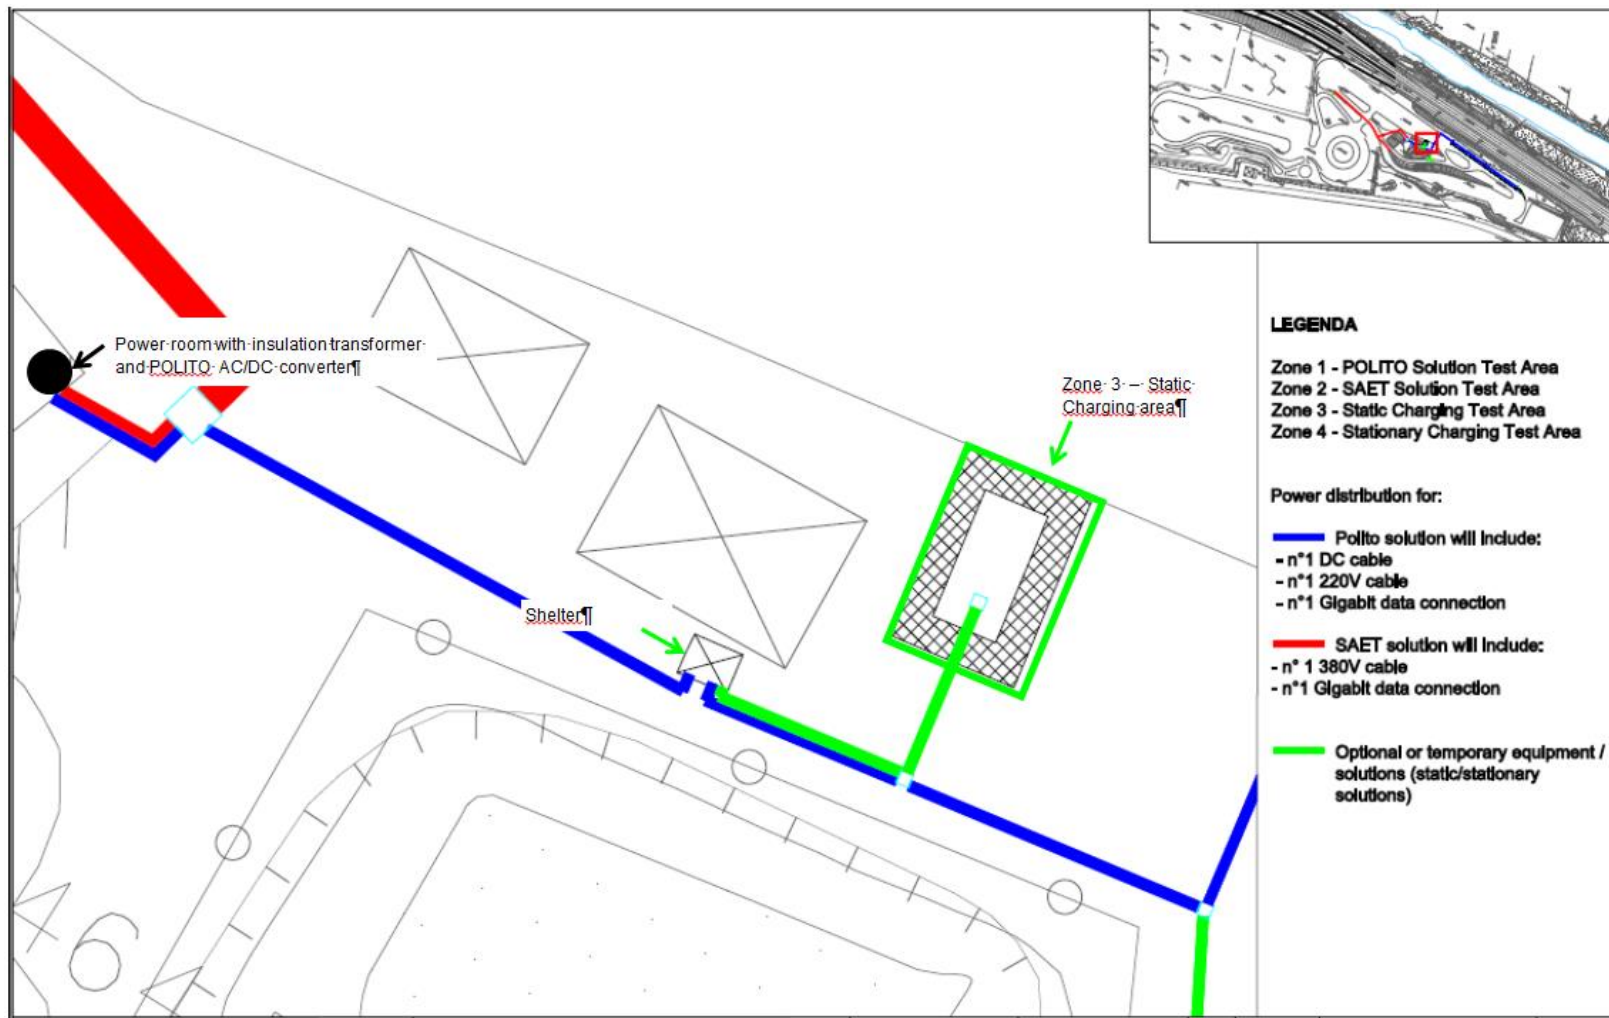 Power room with insulation transformer
and POLITO AC/DC converter¶
Zone 3 – Static
Charging area¶
Shelter¶
LEGENDA
Zone 1 - POLITO Solution Test Area
Zone 2 - SAET Solution Test Area
Zone 3 - Static Charging Test Area
Zone 4 - Stationary Charging Test Area
Power distribution for:
Polito solution will include:
- n°1 DC cable
- n°1 220V cable
- n°1 Gigabit data connection
SAET solution will include:
- n° 1 380V cable
- n°1 Gigabit data connection
Optional or temporary equipment /
solutions (static/stationary
solutions)